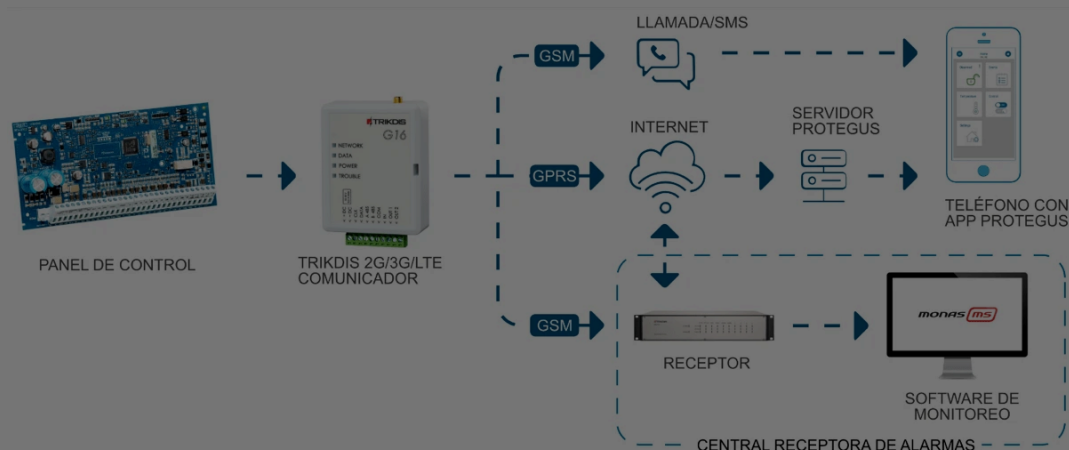 LLAMADA/SMS
GSM
TRIKDIS
G16
NETWORK
DATA
POWER
TROUBLE
INTERNET
SERVIDOR
PROTEGUS
GPRS
TELÉFONO CON
APP PROTEGUS
PANEL DE CONTROL
TRIKDIS 2G/3G/LTE
COMUNICADOR
GSM
monas ms
RECEPTOR
SOFTWARE DE
MONITOREO
CENTRAL RECEPTORA DE ALARMAS